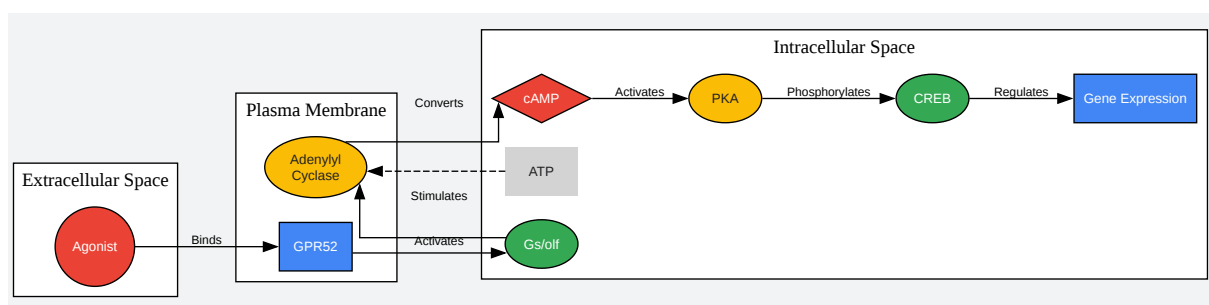 Intracellular Space
cAMP
Activates
PKA
Phosphorylates
CREB
Regulates
Gene Expression
Converts
Plasma Membrane
Adenylyl
Cyclase
ATP
Extracellular Space
Stimulates
Agonist
Binds
GPR52
Activates
Gs/olf